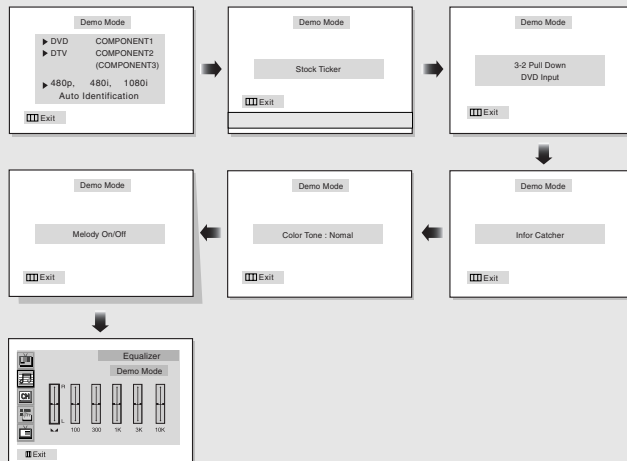 Demo Mode
DVD COMPONENT1
DTV COMPONENT2
(COMPONENT3)
480p, 480i, 1080i
Auto Identification
Exit
Demo Mode
Stock Ticker
Exit
Demo Mode
3-2 Pull Down
DVD Input
Exit
Demo Mode
Infor Catcher
Exit
Demo Mode
Color Tone : Nomal
Exit
Demo Mode
Melody On/Off
Exit
Equalizer
Demo Mode
CH
R
L
100 300 1K 3K 10K
Exit